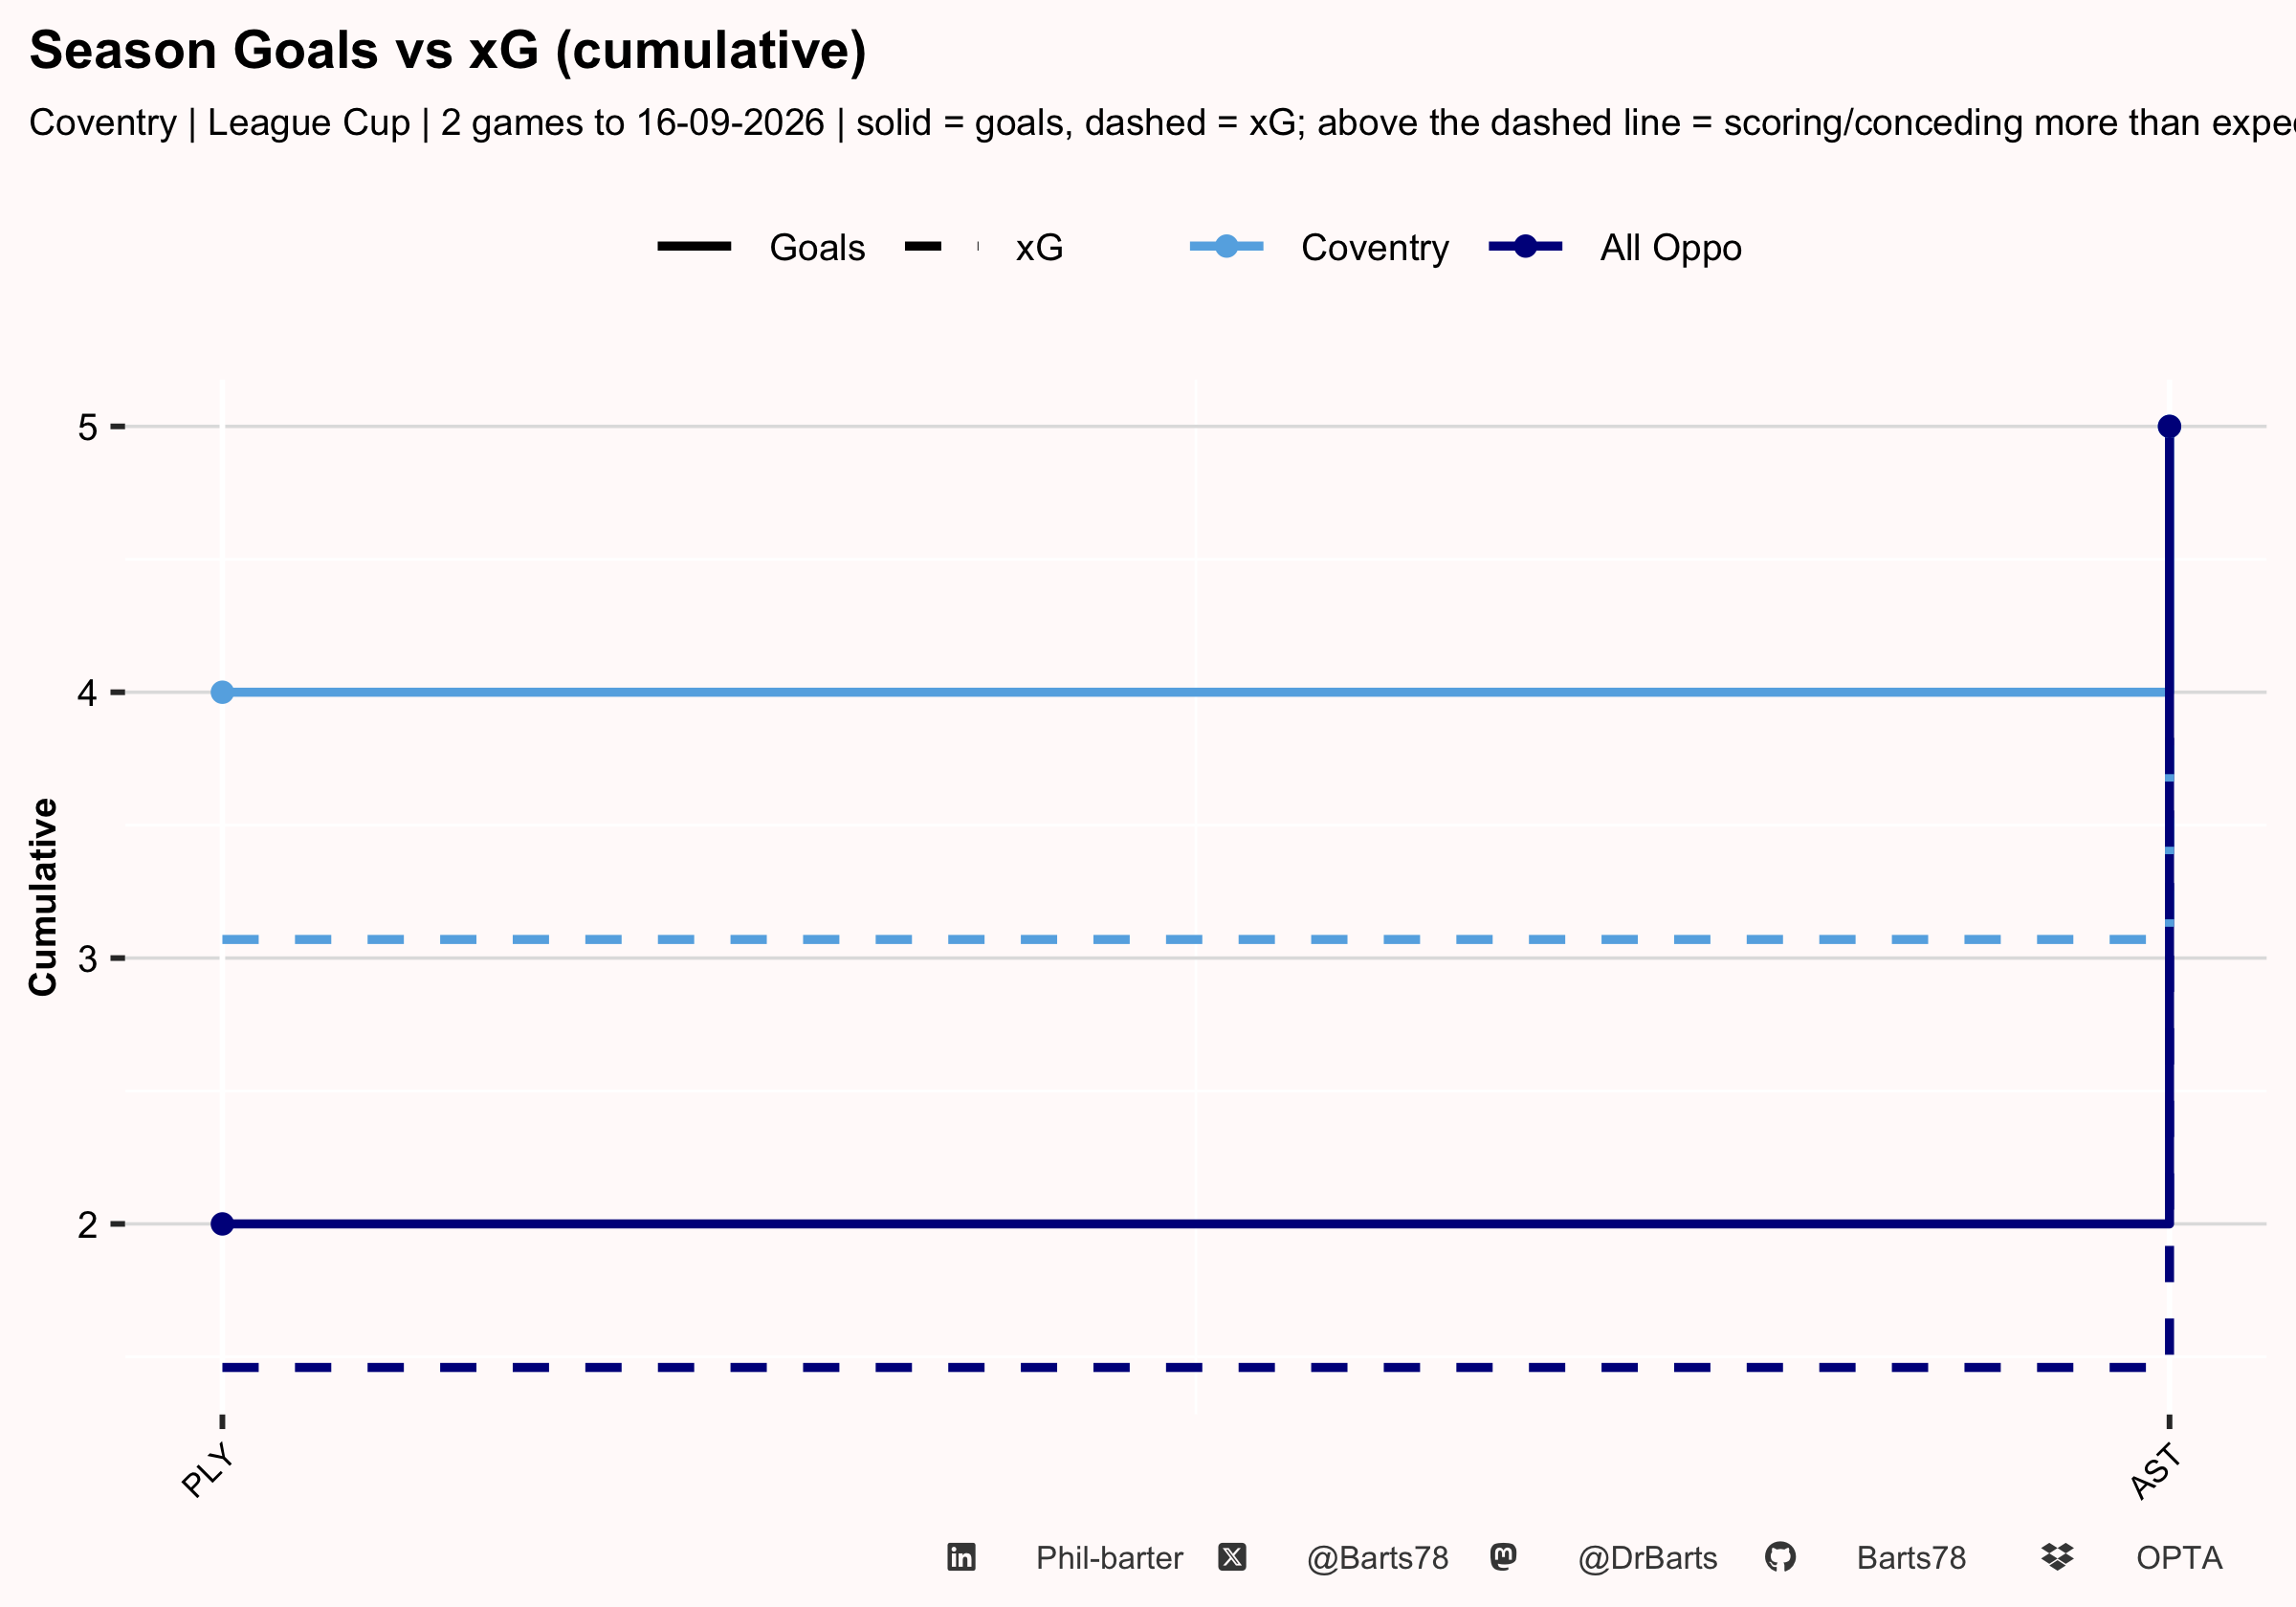 Season Goals vs xG (cumulative)
Coventry | League Cup | 2 games to 16-09-2026 | solid = goals, dashed = xG; above the dashed line = scoring/conceding more than expe
Goals xG Coventry All Oppo
5
4
3
2
Cumulative
PLY AST
Phil-barter @Barts78 @DrBarts Barts78 OPTA